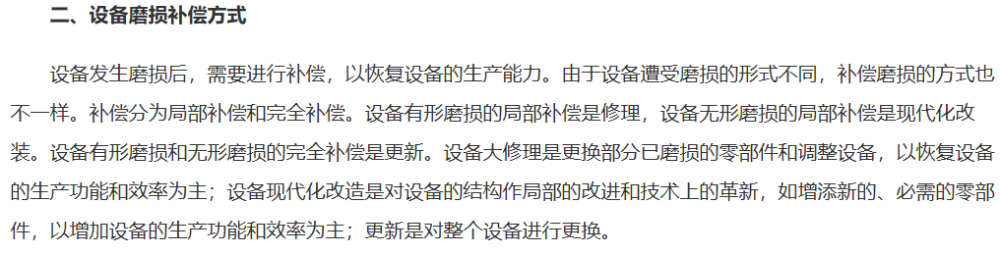 二、设备磨损补偿方式
设备发生磨损后，需要进行补偿，以恢复设备的生产能力。由于设备遭受磨损的形式不同，补偿磨损的方式也
不一样。补偿分为局部补偿和完全补偿。设备有形磨损的局部补偿是修理，设备无形磨损的局部补偿是现代化改
装。设备有形磨损和无形磨损的完全补偿是更新。设备大修理是更换部分已磨损的零部件和调整设备，以恢复设备
的生产功能和效率为主；设备现代化改造是对设备的结构作局部的改进和技术上的革新，如增添新的、必需的零部
件，以增加设备的生产功能和效率为主；更新是对整个设备进行更换。